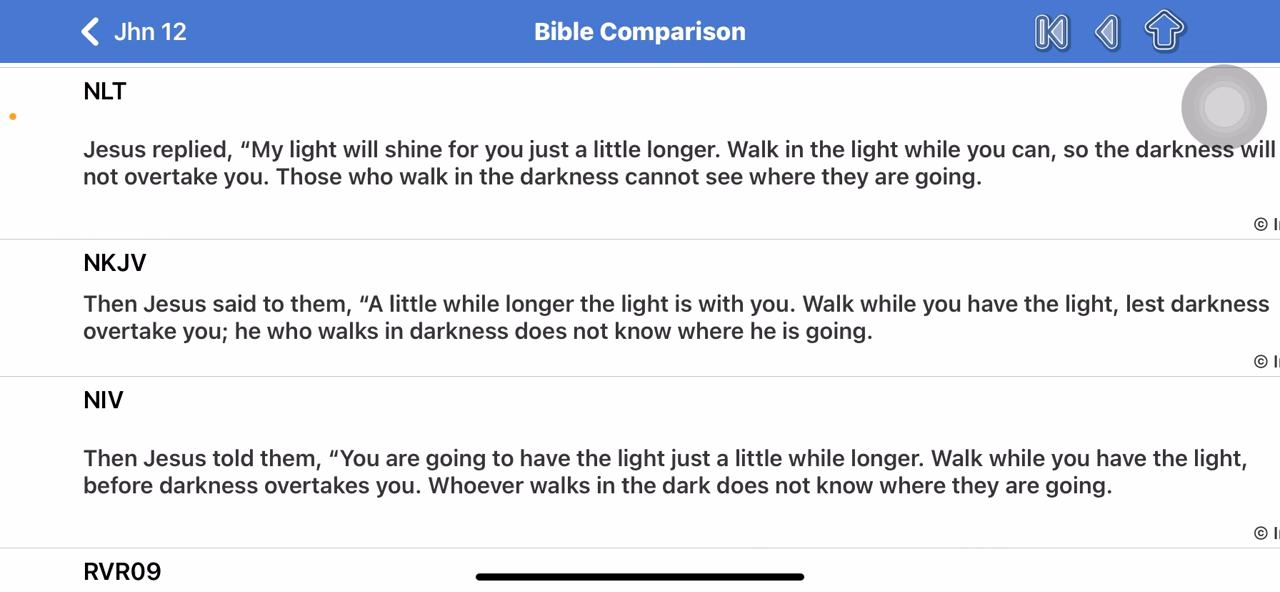 Jhn 12
Bible Comparison
NLT
Jesus replied, “My light will shine for you just a little longer. Walk in the light while you can, so the darkness will
not overtake you. Those who walk in the darkness cannot see where they are going.
©
NKJV
Then Jesus said to them, “A little while longer the light is with you. Walk while you have the light, lest darkness
overtake you; he who walks in darkness does not know where he is going.
©
NIV
Then Jesus told them, “You are going to have the light just a little while longer. Walk while you have the light,
before darkness overtakes you. Whoever walks in the dark does not know where they are going.
©
RVR09